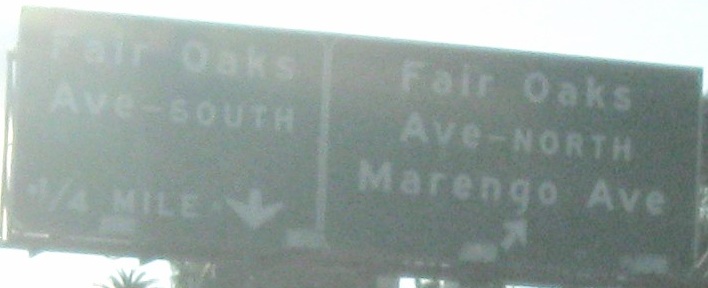 Fair Oaks
Ave-SOUTH
1/4 MILE
Fair Oaks
Ave-NORTH
Marengo Ave